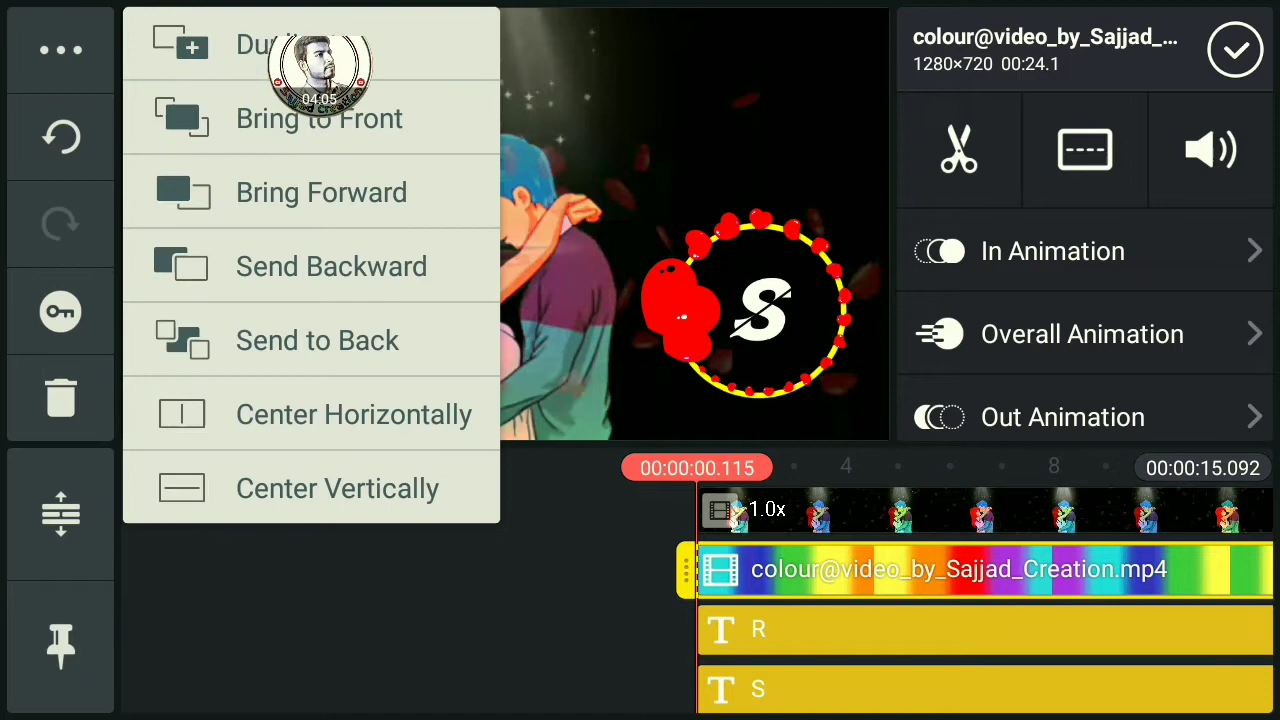 04:05
Bring to Front
Bring Forward
Send Backward
Send to Back
Center Horizontally
Center Vertically
S
colour@video_by_Sajjad_...
1280×720 00:24.1
In Animation
Overall Animation
Out Animation
00:00:00.115
4
8
00:00:15.092
1.0x
colour@video_by_Sajjad_Creation.mp4
T R
T S